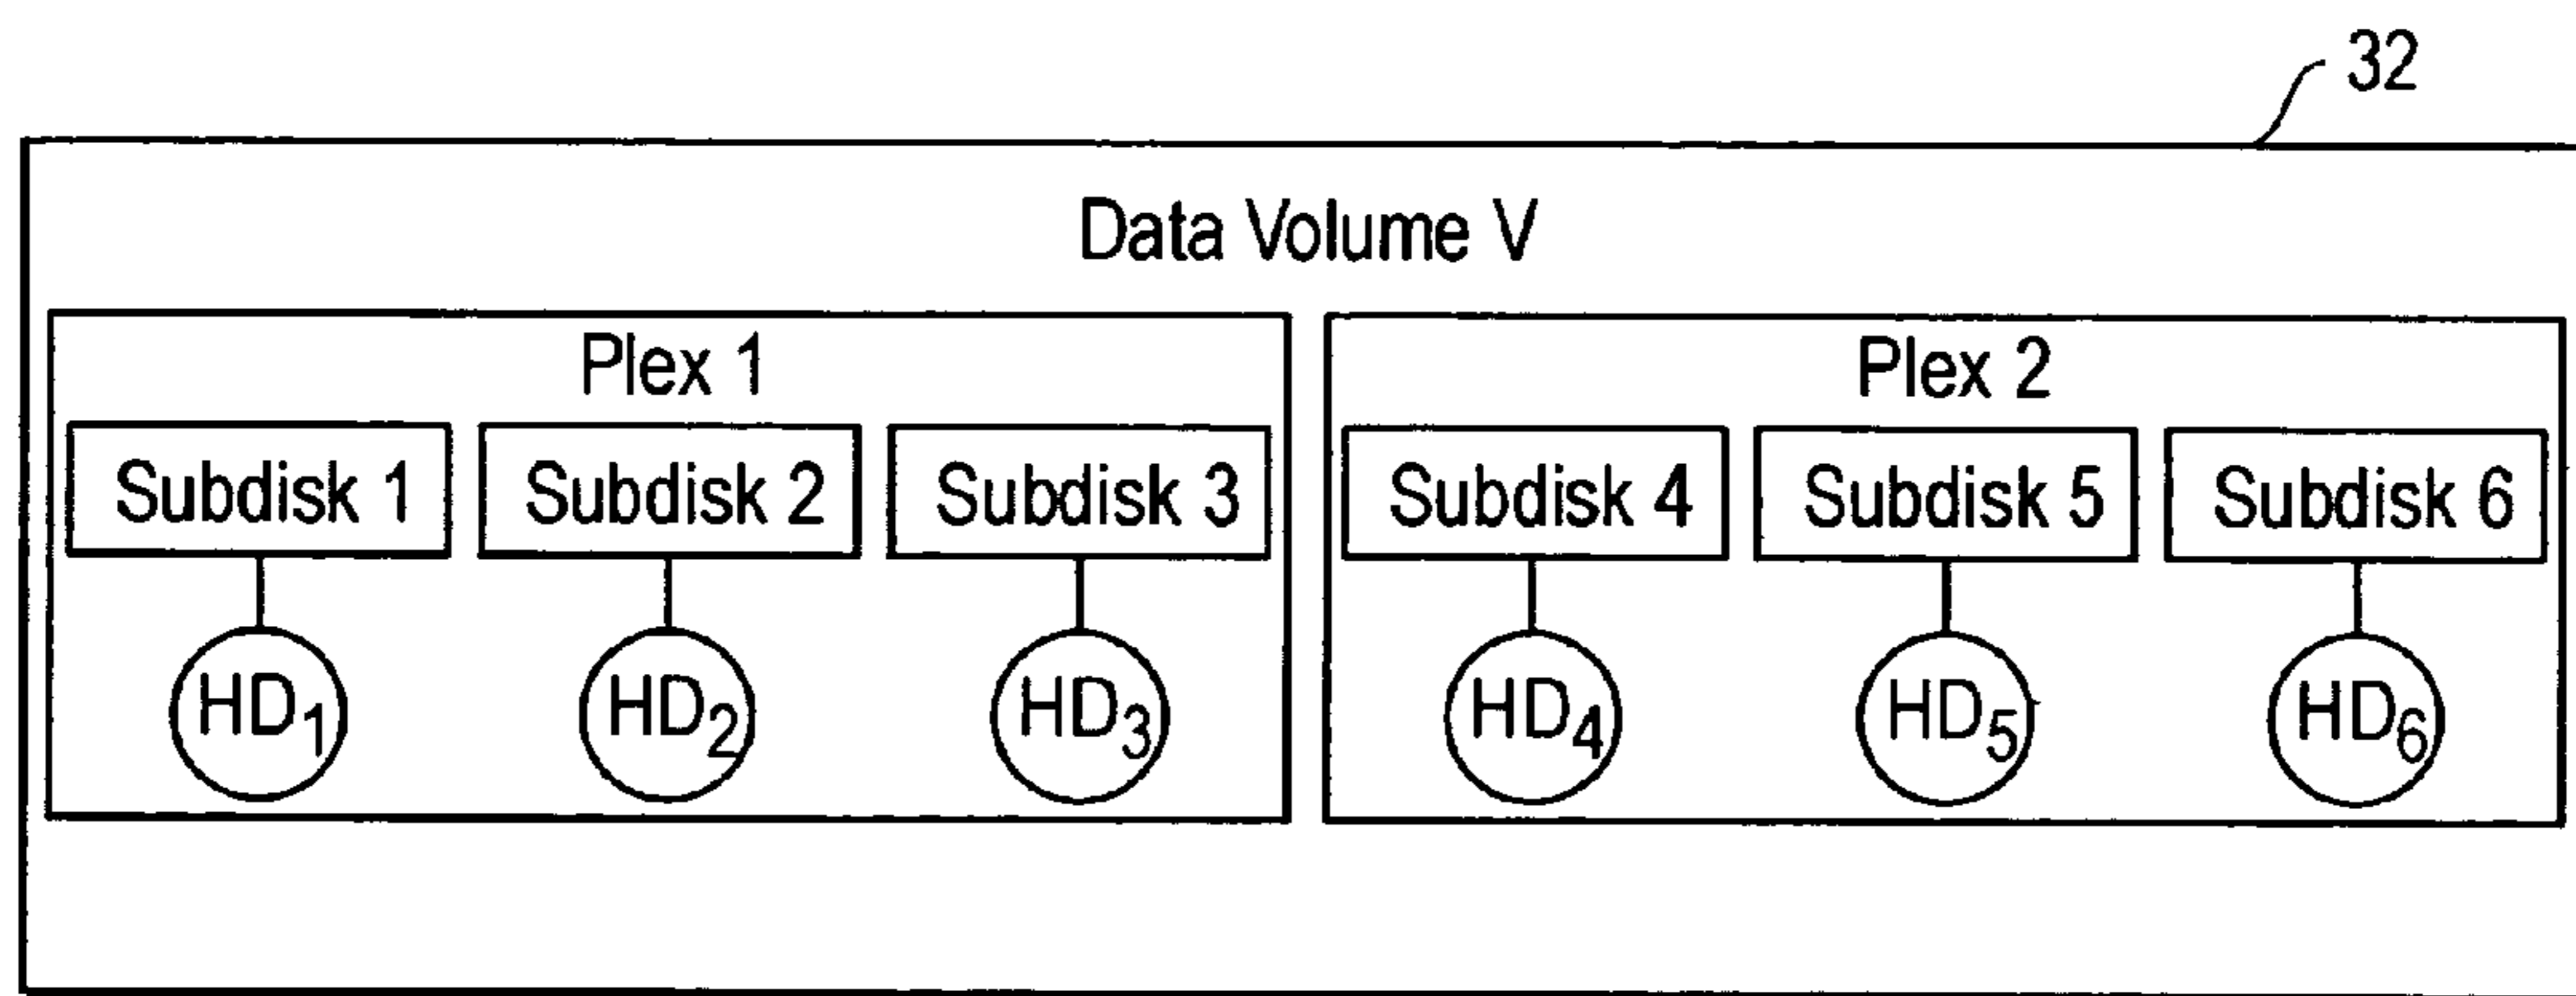 32
Data Volume V
Plex 1
Plex 2
Subdisk 1
Subdisk 2
Subdisk 3
Subdisk 4
Subdisk 5
Subdisk 6
HD1
HD2
HD3
HD4
HD5
HD6